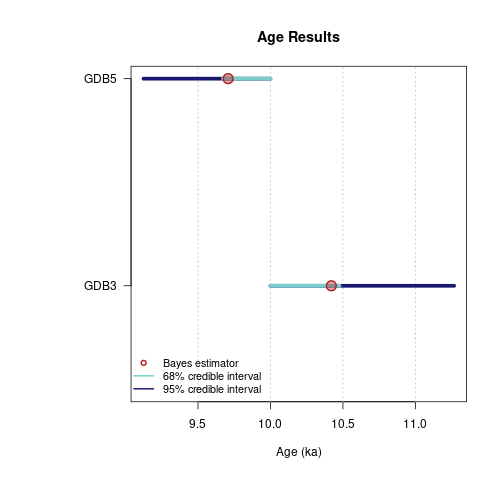 Age Results
GDB5
GDB3
Bayes estimator
68% credible interval
95% credible interval
9.5 10.0 10.5 11.0
Age (ka)